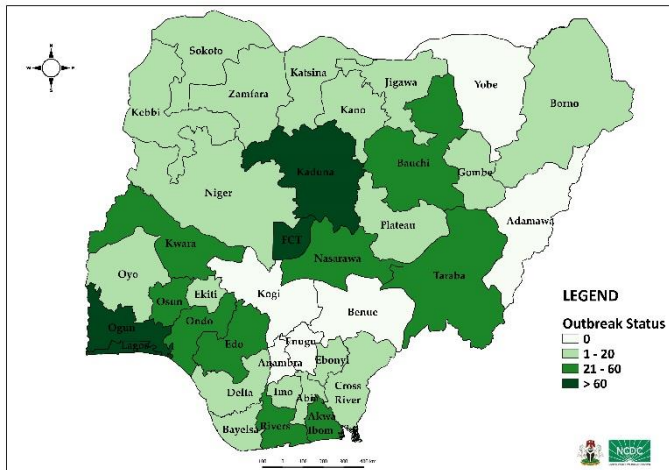 N
W
E
S
Sokoto
Katsina
Jigawa
Yobe
Borno
Zamfara
Kano
Kebbi
Bauchi
Gombe
Kaduna
Niger
Adamawa
Plateau
FCT
Kwara
Nasarawa
Taraba
Oyo
Kogi
Ekiti
Osun
Benue
Ogun
Ondo
Lagos
Edo
Enugu
Anambra
Ebonyi
Cross
River
Delta
Imo
Abia
Akwa
Ibom
Bayelsa
Rivers
LEGEND
Outbreak Status
0
1 - 20
21 - 60
> 60
NCDC